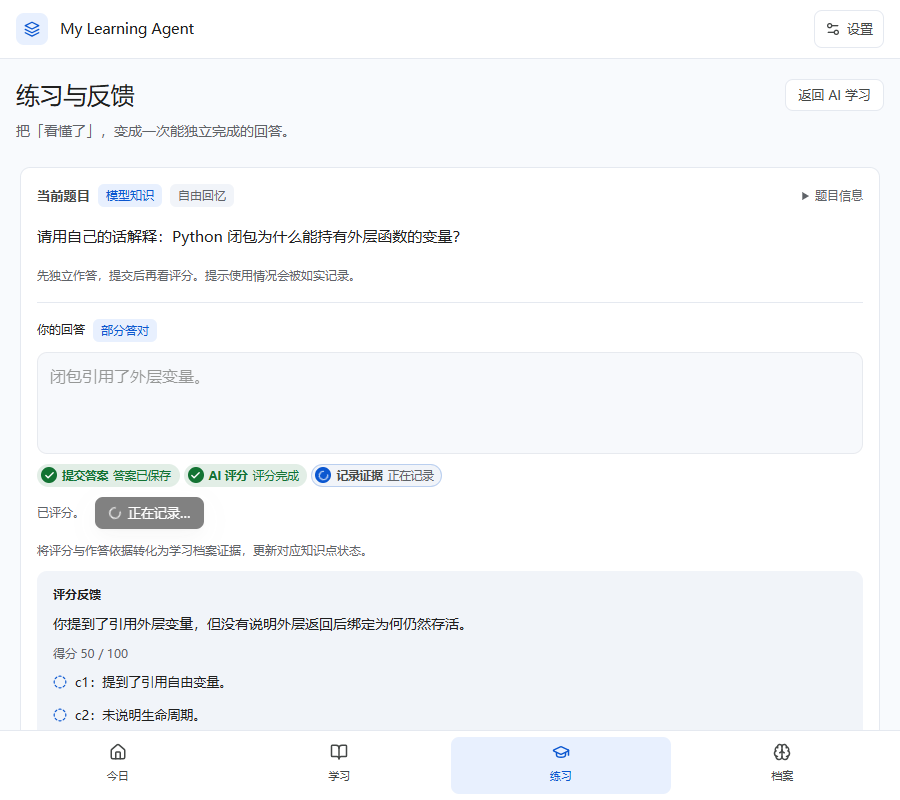 My Learning Agent
设置
练习与反馈
返回 AI 学习
把「看懂了」，变成一次能独立完成的回答。
当前题目 模型知识 自由回忆
题目信息
请用自己的话解释：Python 闭包为什么能持有外层函数的变量？
先独立作答，提交后再看评分。提示使用情况会被如实记录。
你的回答 部分答对
闭包引用了外层变量。
提交答案 答案已保存 AI 评分 评分完成 记录证据 正在记录
已评分。 正在记录...
将评分与作答依据转化为学习档案证据，更新对应知识点状态。
评分反馈
你提到了引用外层变量，但没有说明外层返回后绑定为何仍然存活。
得分 50 / 100
c1：提到了引用自由变量。
c2：未说明生命周期。
今日
学习
练习
档案